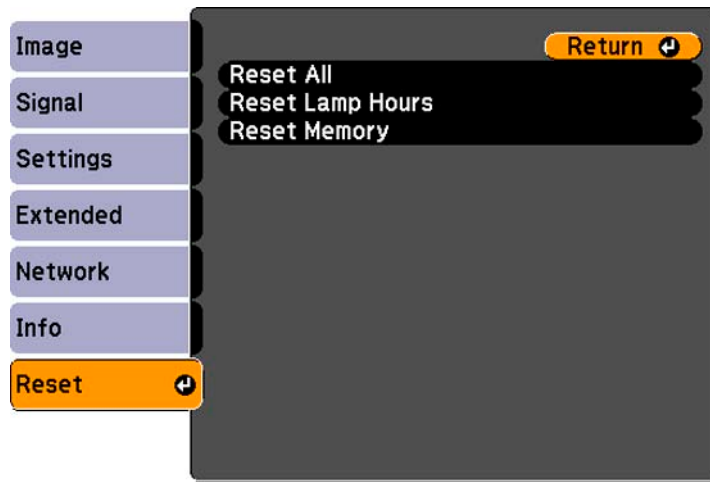 Image
Signal
Settings
Extended
Network
Info
Reset
Return
Reset All
Reset Lamp Hours
Reset Memory